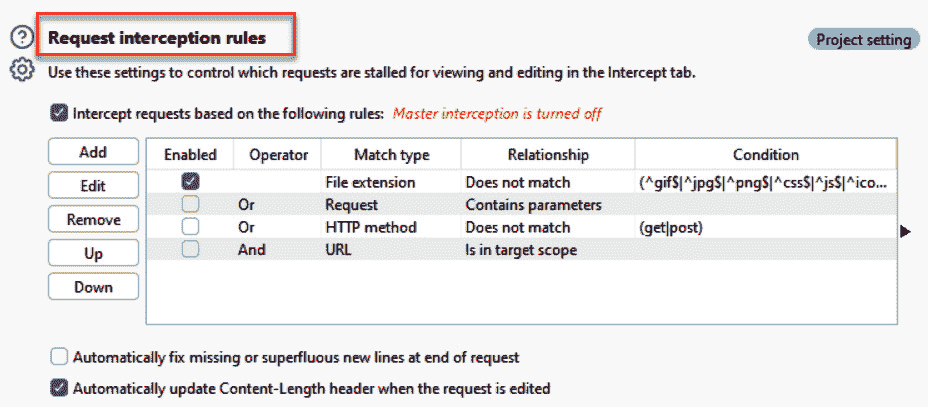 Request interception rules
Project setting
Use these settings to control which requests are stalled for viewing and editing in the Intercept tab.
Intercept requests based on the following rules: Master interception is turned off
Add
Edit
Remove
Up
Down
Enabled Operator Match type Relationship Condition
File extension Does not match (^gif$|^jpg$|^png$|^css$|^js$|^ico...
Or Request Contains parameters
Or HTTP method Does not match (get|post)
And URL Is in target scope
Automatically fix missing or superfluous new lines at end of request
Automatically update Content-Length header when the request is edited